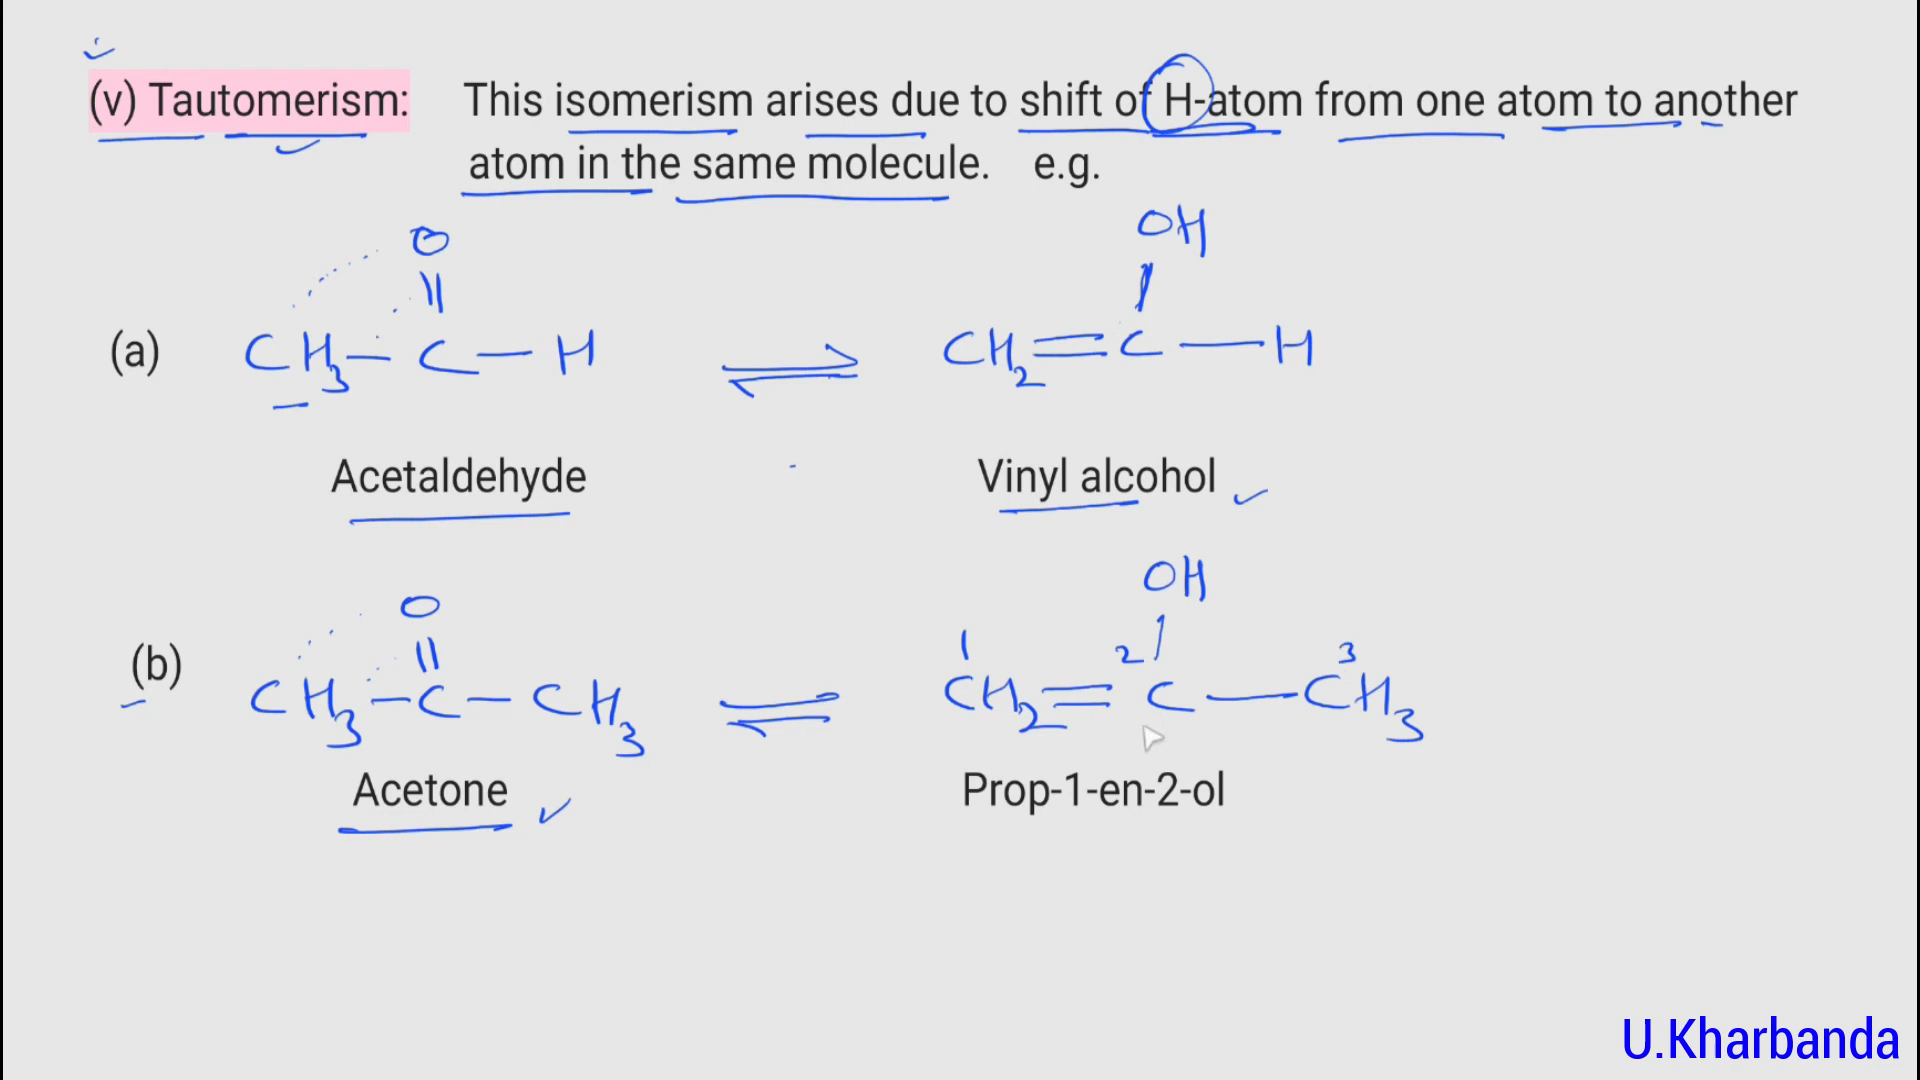 (v) Tautomerism: This isomerism arises due to shift of H-atom from one atom to another
atom in the same molecule. e.g.
O OH
||
(a) CH3 — C — H ⇌ CH2 = C — H
Acetaldehyde Vinyl alcohol
O OH
|| 1 2 3
(b) CH3 — C — CH3 ⇌ CH2 = C — CH3
Acetone Prop-1-en-2-ol
U.Kharbanda